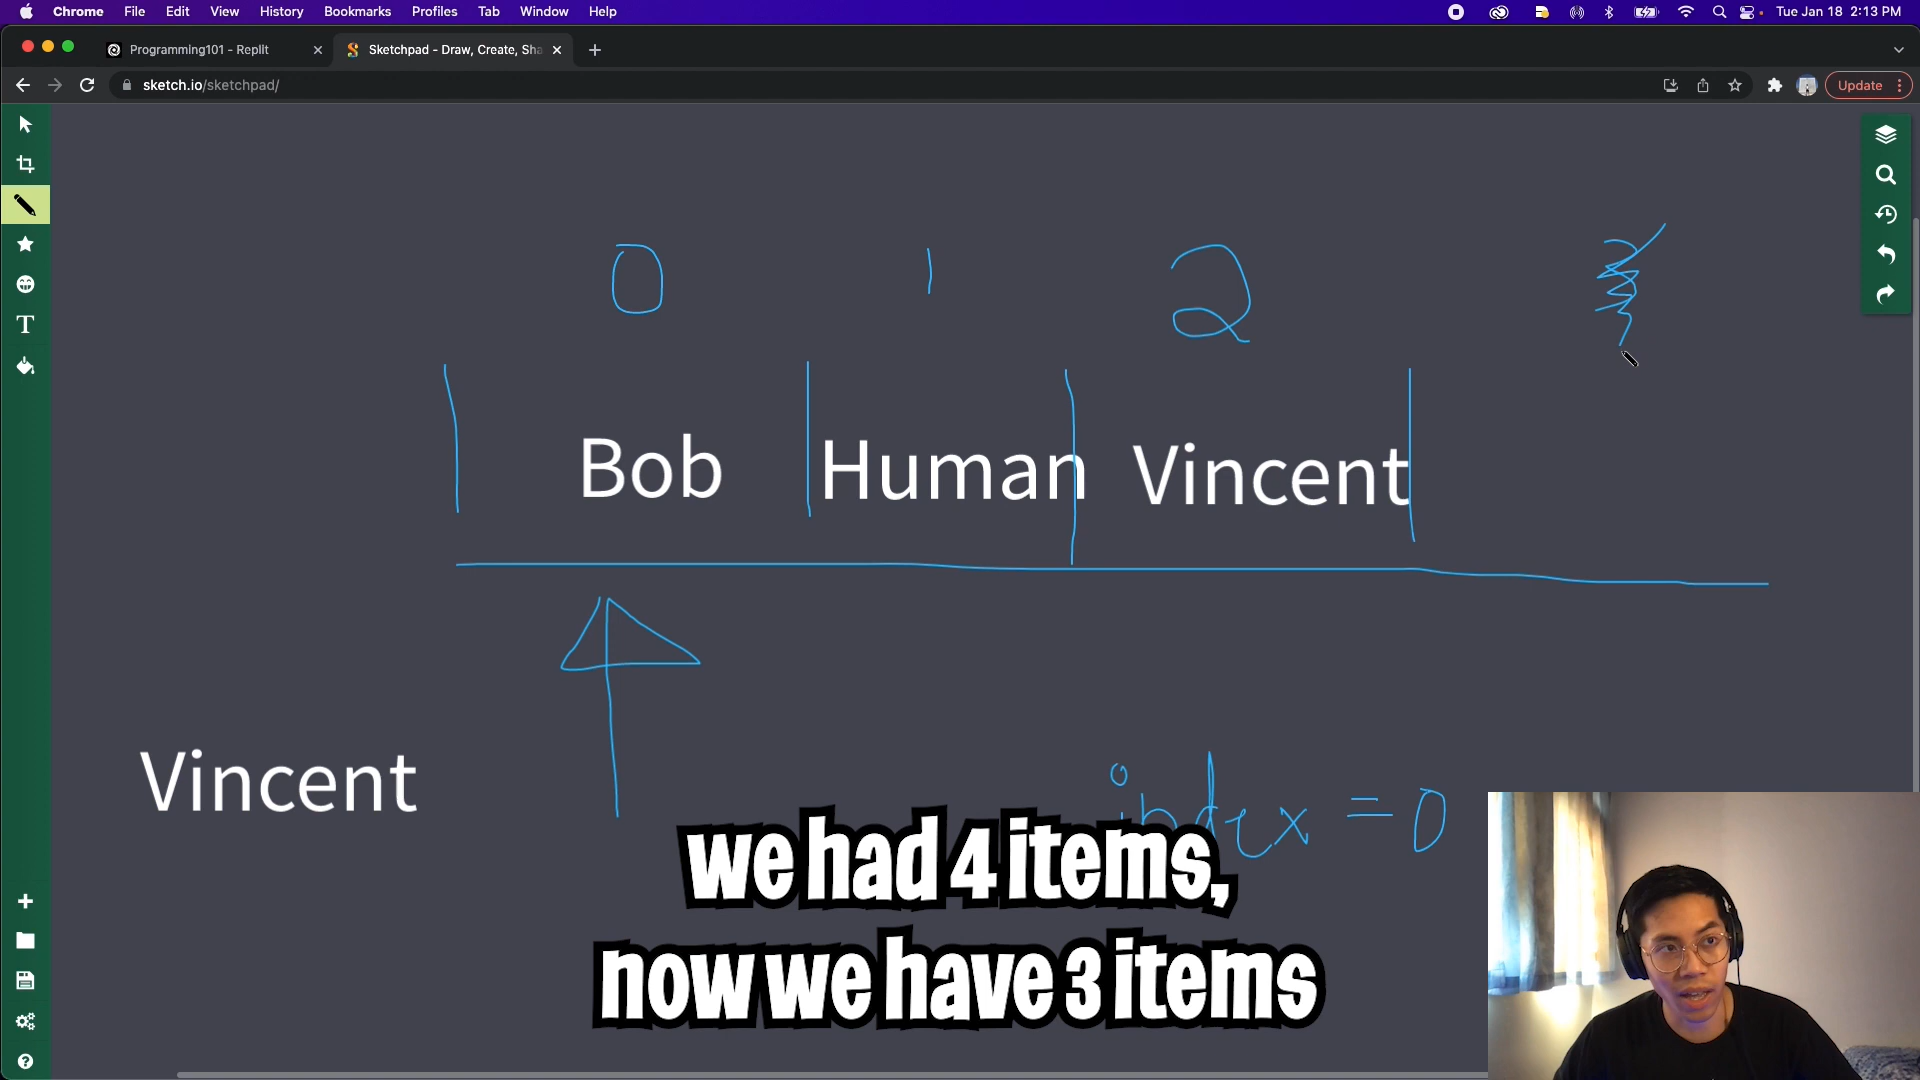 Chrome File Edit View History Bookmarks Profiles Tab Window Help Tue Jan 18 2:13 PM
Programming101 - Replit Sketchpad - Draw, Create, Sha
sketch.io/sketchpad/ Update
T
0 1 2
Bob Human Vincent
Vincent
index = 0
we had 4 items,
now we have 3 items